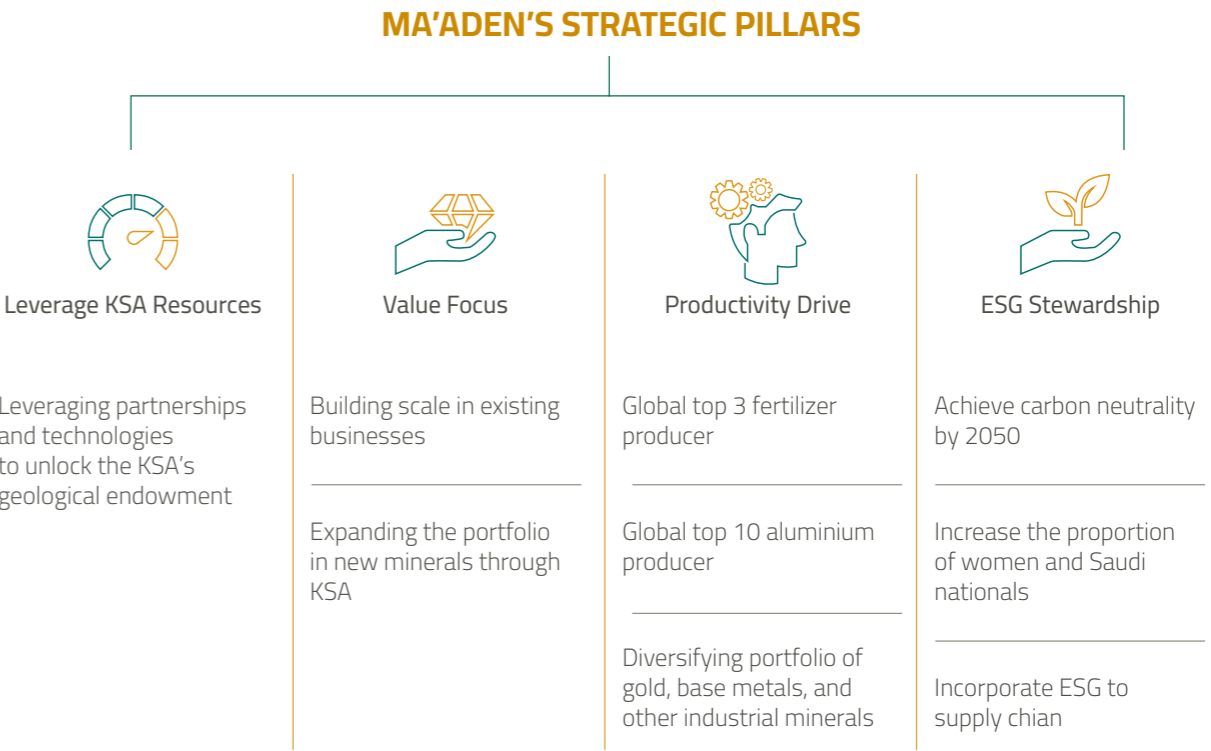 MA’ADEN’S STRATEGIC PILLARS
Leverage KSA Resources
Leveraging partnerships
and technologies
to unlock the KSA’s
geological endowment
Value Focus
Building scale in existing
businesses
Expanding the portfolio
in new minerals through
KSA
Productivity Drive
Global top 3 fertilizer
producer
Global top 10 aluminium
producer
Diversifying portfolio of
gold, base metals, and
other industrial minerals
ESG Stewardship
Achieve carbon neutrality
by 2050
Increase the proportion
of women and Saudi
nationals
Incorporate ESG to
supply chian